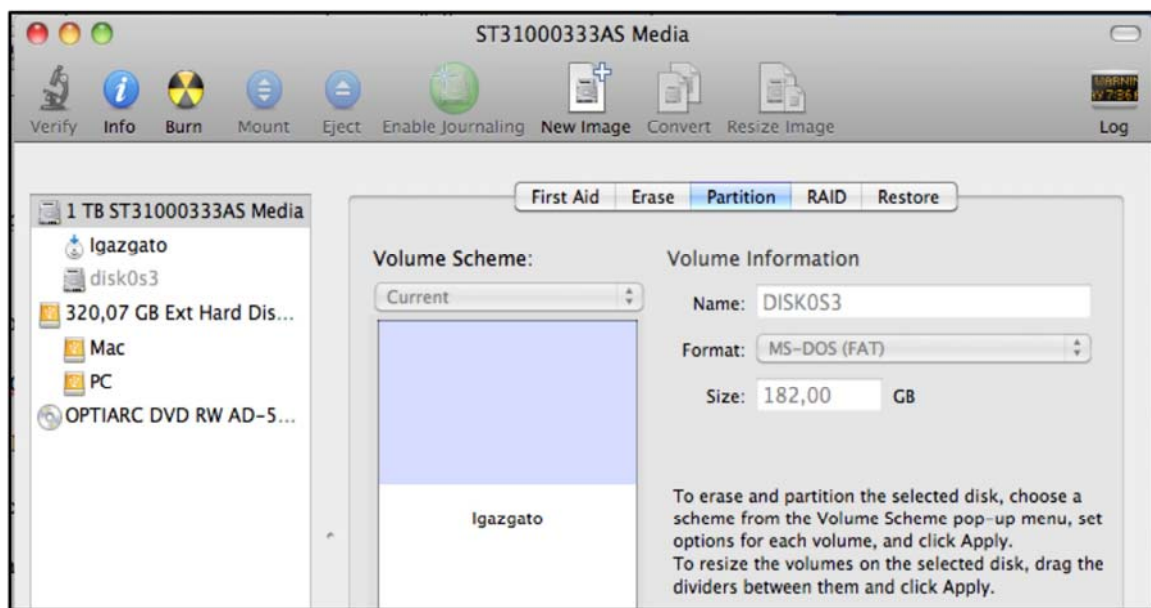 ST31000333AS Media
Verify Info Burn Mount Eject Enable Journaling New Image Convert Resize Image Log
First Aid Erase Partition RAID Restore
1 TB ST31000333AS Media
Igazgato
disk0s3
320,07 GB Ext Hard Dis...
Mac
PC
OPTIARC DVD RW AD-5...
Volume Scheme:
Current
Igazgato
Volume Information
Name: DISK0S3
Format: MS-DOS (FAT)
Size: 182,00 GB
To erase and partition the selected disk, choose a
scheme from the Volume Scheme pop-up menu, set
options for each volume, and click Apply.
To resize the volumes on the selected disk, drag the
dividers between them and click Apply.